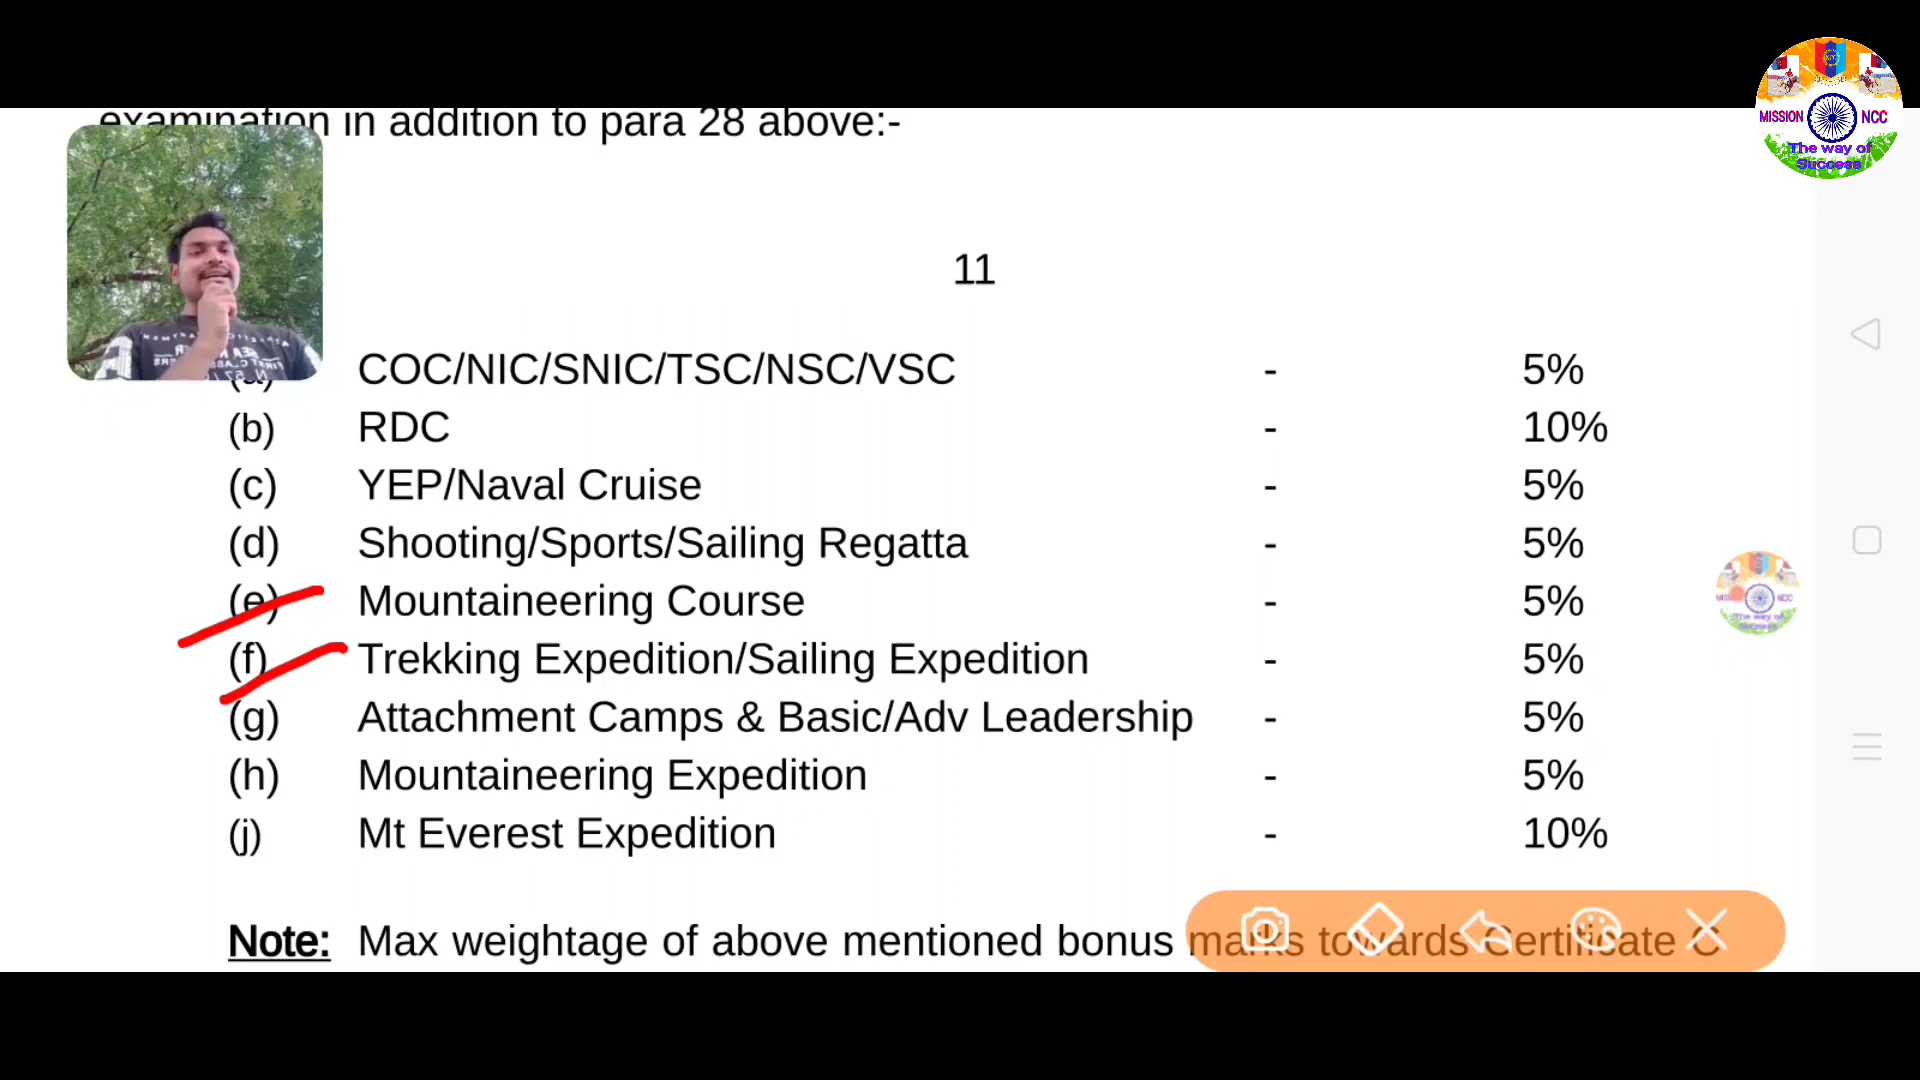 examination in addition to para 28 above:-
MISSION NCC
The way of
Success
11
(a) COC/NIC/SNIC/TSC/NSC/VSC - 5%
(b) RDC - 10%
(c) YEP/Naval Cruise - 5%
(d) Shooting/Sports/Sailing Regatta - 5%
(e) Mountaineering Course - 5%
(f) Trekking Expedition/Sailing Expedition - 5%
(g) Attachment Camps & Basic/Adv Leadership - 5%
(h) Mountaineering Expedition - 5%
(j) Mt Everest Expedition - 10%
Note: Max weightage of above mentioned bonus marks towards Certificate C